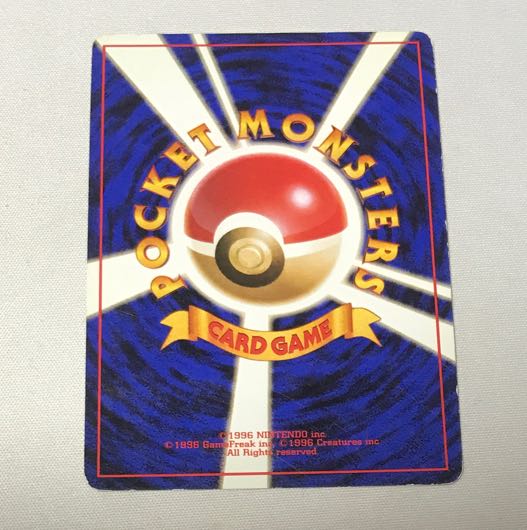 POCKET MONSTERS
CARD GAME
©1996 NINTENDO inc.
©1996 GameFreak inc, ©1996 Creatures inc
All Rights reserved